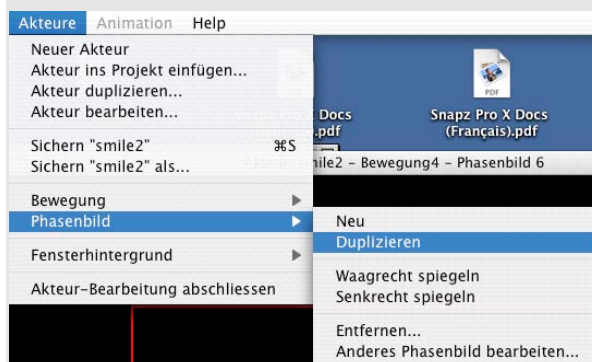 Akteure Animation Help
Neuer Akteur
Akteur ins Projekt einfügen...
Akteur duplizieren...
Akteur bearbeiten...
Sichern "smile2" ⌘S
Sichern "smile2" als...
Bewegung
Phasenbild
Fensterhintergrund
Akteur-Bearbeitung abschliessen
PDF
Docs
.pdf
Snapz Pro X Docs
(Français).pdf
mile2 – Bewegung4 – Phasenbild 6
Neu
Duplizieren
Waagrecht spiegeln
Senkrecht spiegeln
Entfernen...
Anderes Phasenbild bearbeiten...